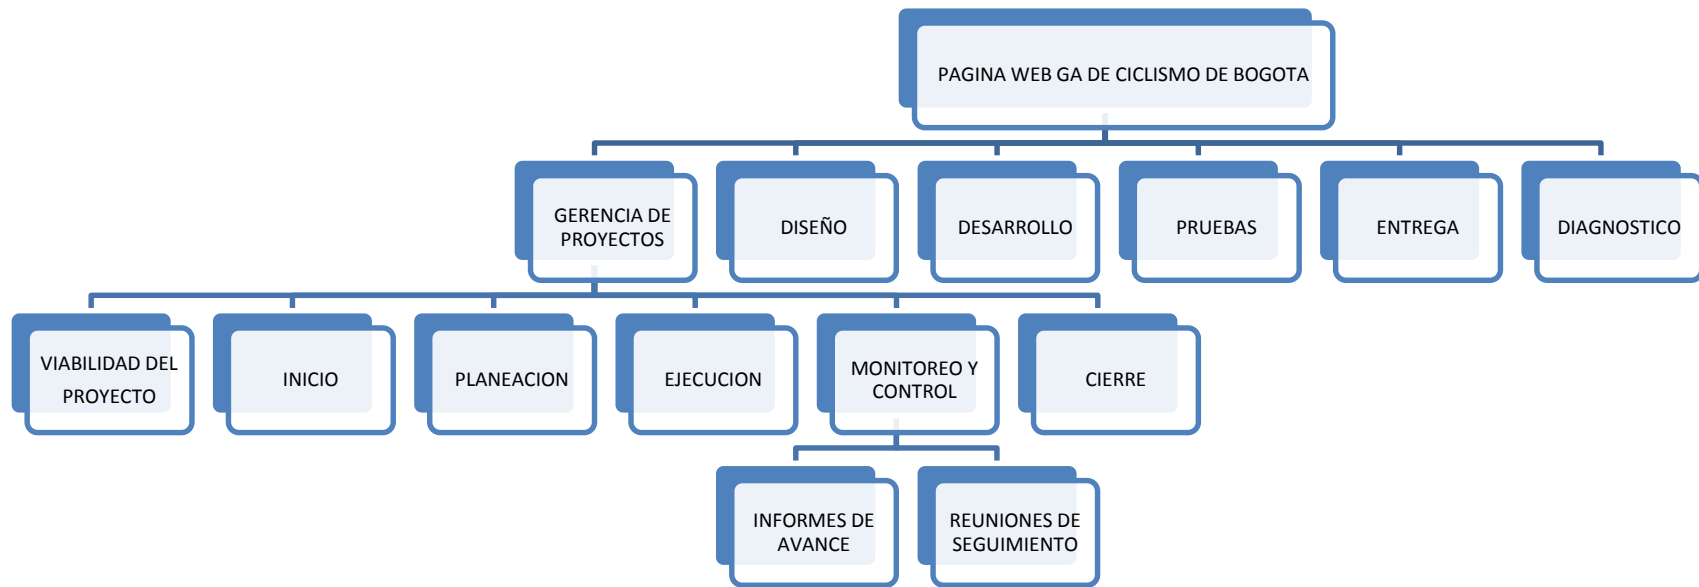 PAGINA WEB GA DE CICLISMO DE BOGOTA
GERENCIA DE
PROYECTOS
DISEÑO
DESARROLLO
PRUEBAS
ENTREGA
DIAGNOSTICO
VIABILIDAD DEL
PROYECTO
INICIO
PLANEACION
EJECUCION
MONITOREO Y
CONTROL
CIERRE
INFORMES DE
AVANCE
REUNIONES DE
SEGUIMIENTO